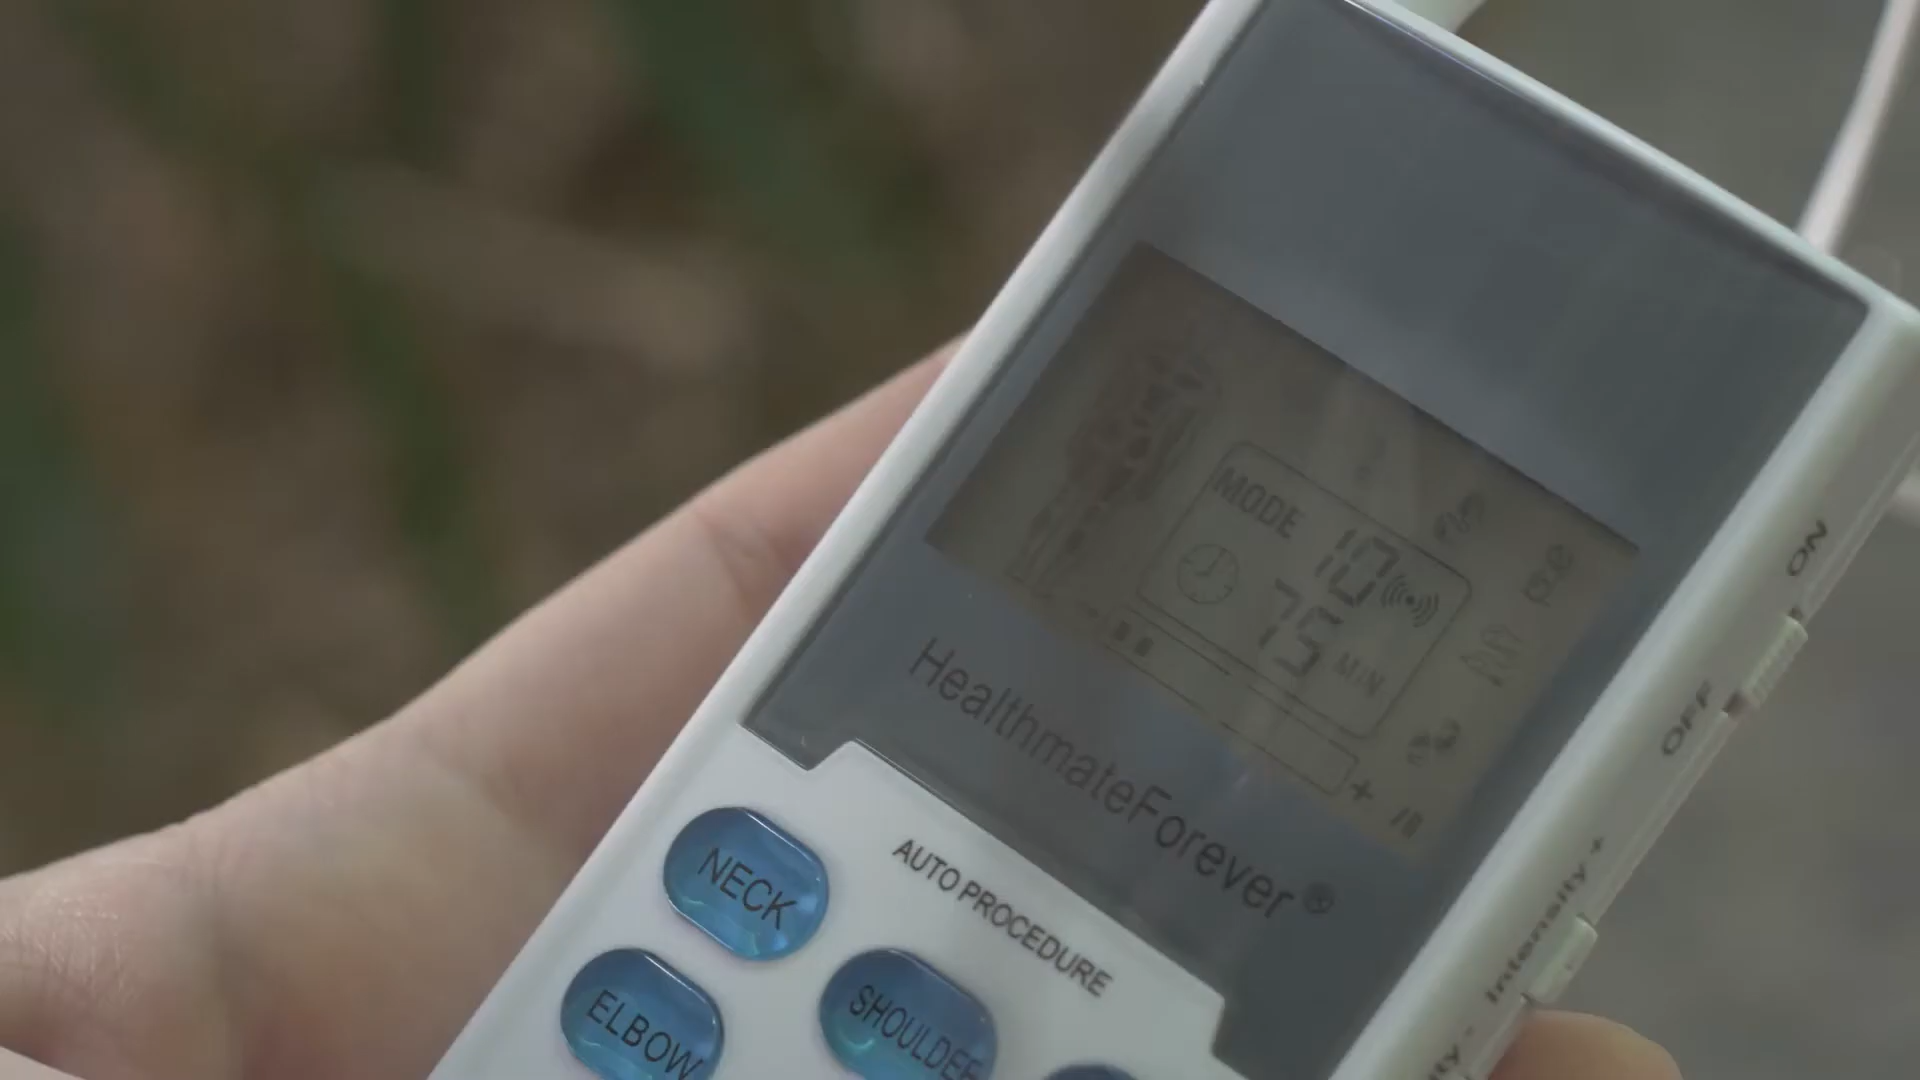 MODE 10
75 MIN.
- +
HealthmateForever®
AUTO PROCEDURE
NECK
ELBOW
SHOULDER
ON
OFF
Intensity +